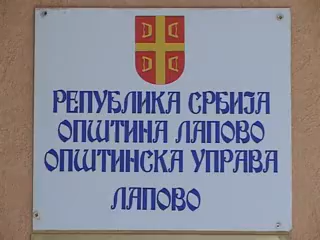 РЕПУБЛИКА СРБИЈА
ОПШТИНА ЛАПОВО
ОПШТИНСКА УПРАВА
ЛАПОВО